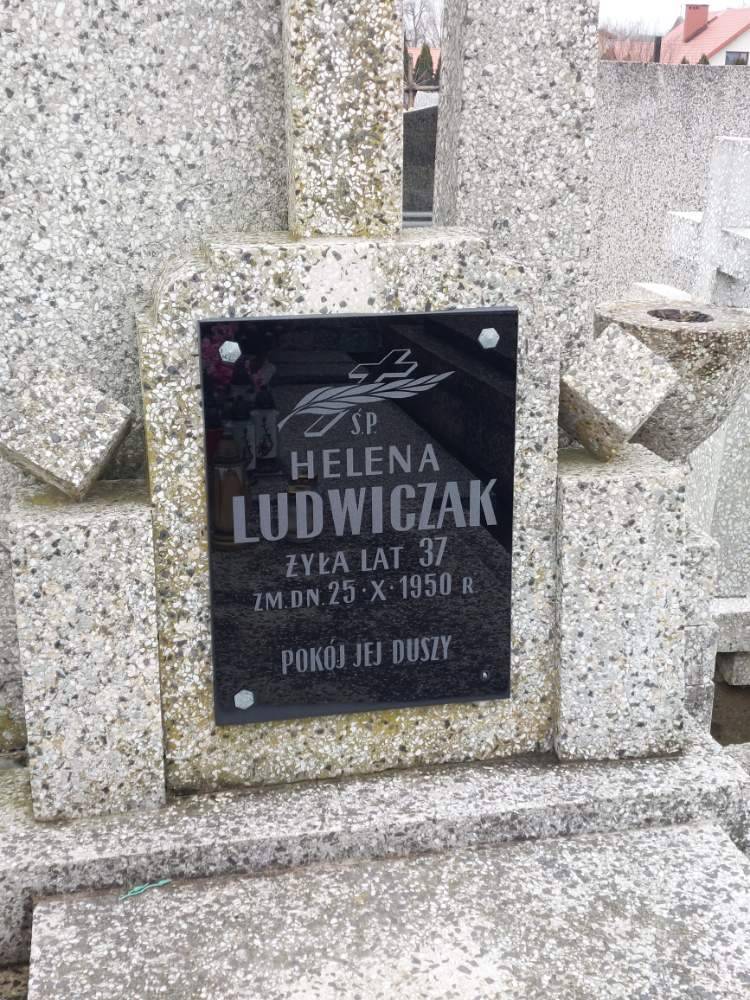 Ś.P.
HELENA
LUDWICZAK
ŻYŁA LAT 37
ZM. DN. 25 · X · 1950 R.
POKÓJ JEJ DUSZY